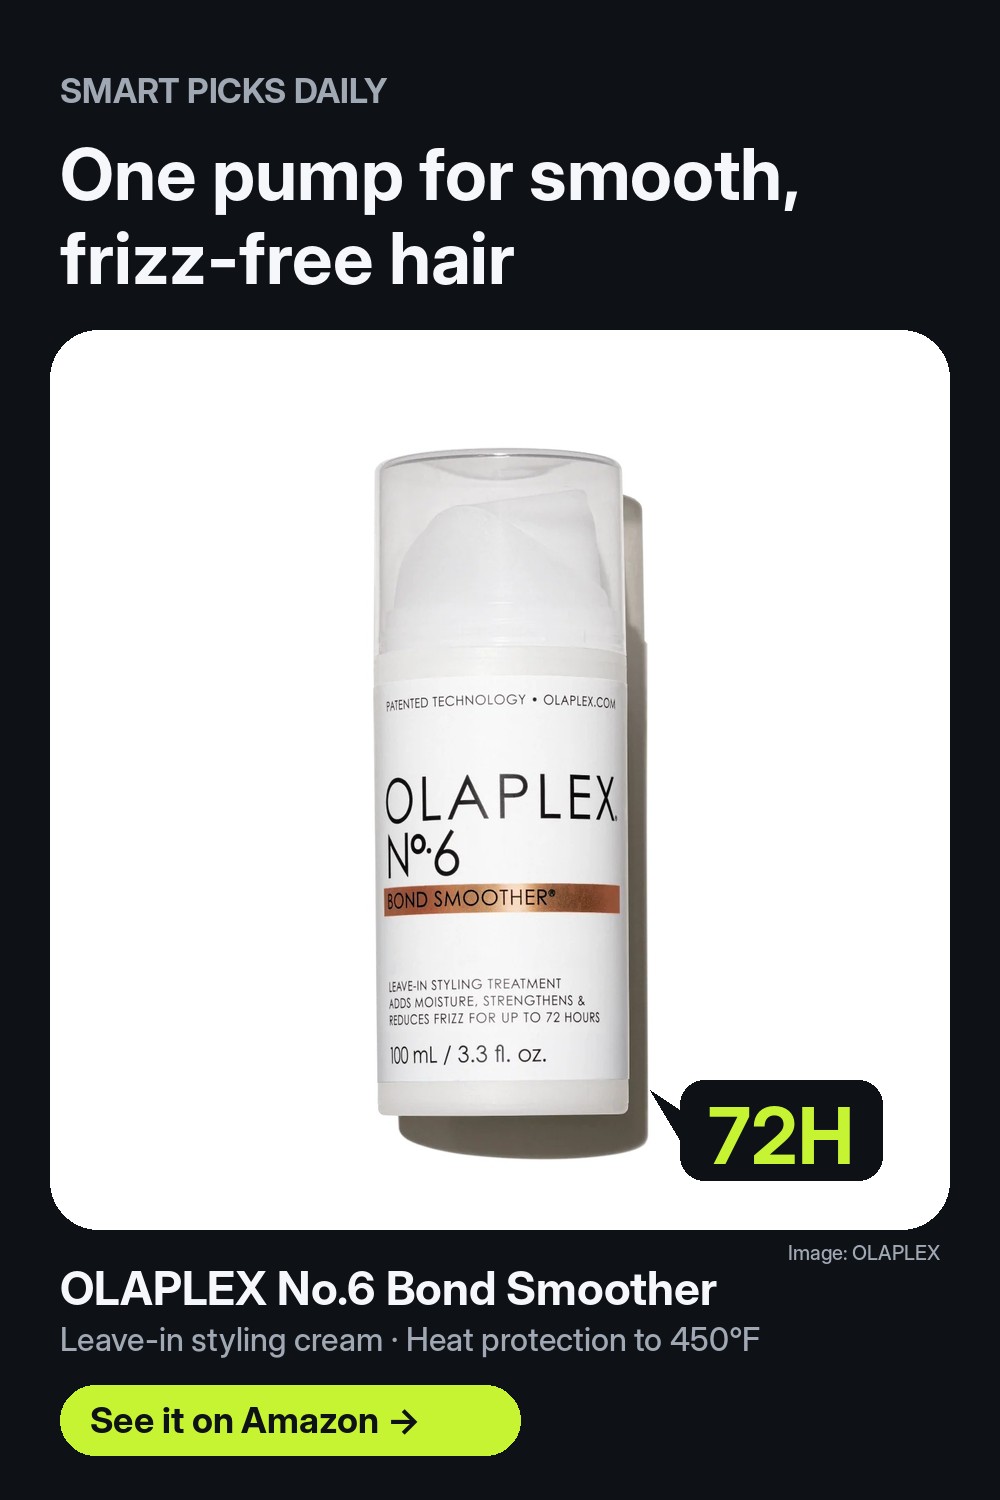 SMART PICKS DAILY
One pump for smooth,
frizz-free hair
PATENTED TECHNOLOGY • OLAPLEX.COM
OLAPLEX.
Nº.6
BOND SMOOTHER®
LEAVE-IN STYLING TREATMENT
ADDS MOISTURE, STRENGTHENS &
REDUCES FRIZZ FOR UP TO 72 HOURS
100 mL / 3.3 fl. oz.
72H
Image: OLAPLEX
OLAPLEX No.6 Bond Smoother
Leave-in styling cream · Heat protection to 450°F
See it on Amazon →